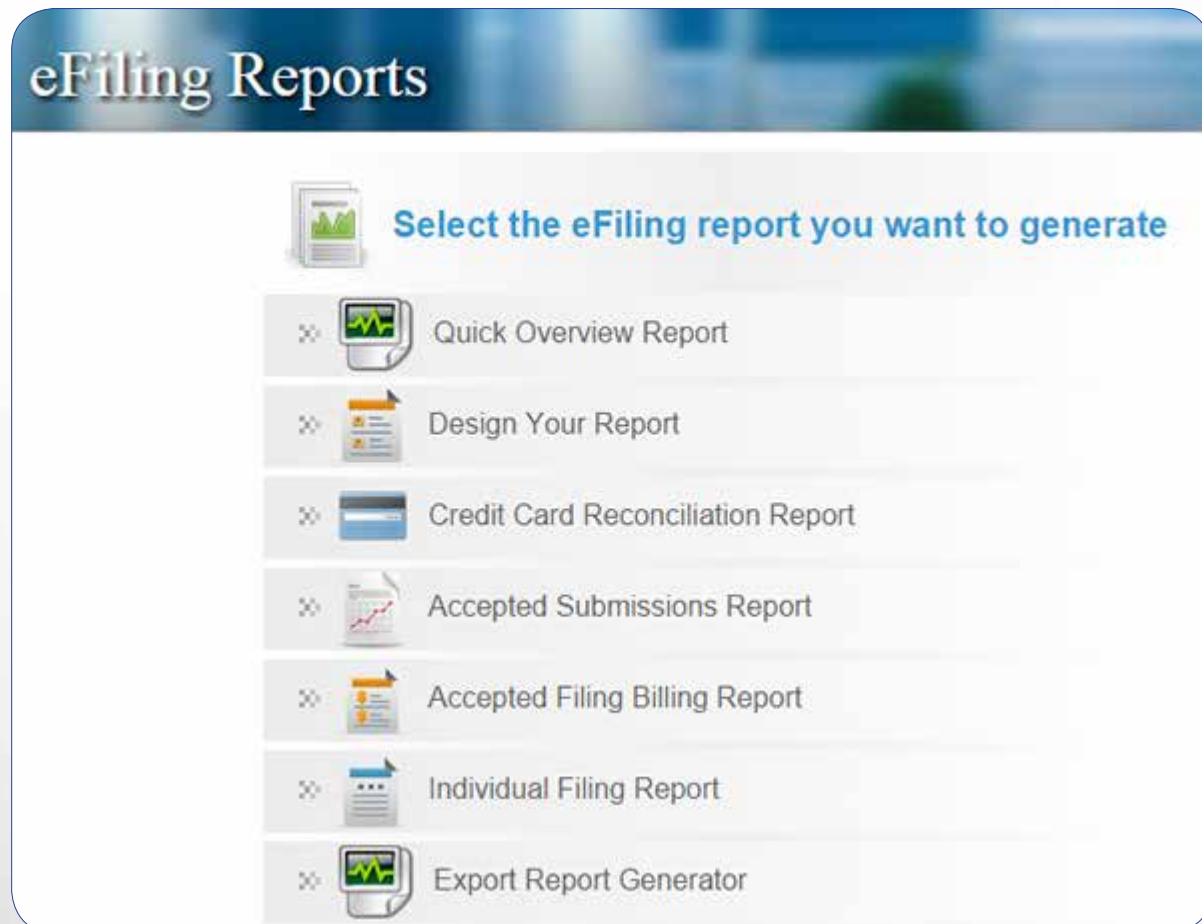 eFiling Reports
Select the eFiling report you want to generate
Quick Overview Report
Design Your Report
Credit Card Reconciliation Report
Accepted Submissions Report
Accepted Filing Billing Report
Individual Filing Report
Export Report Generator